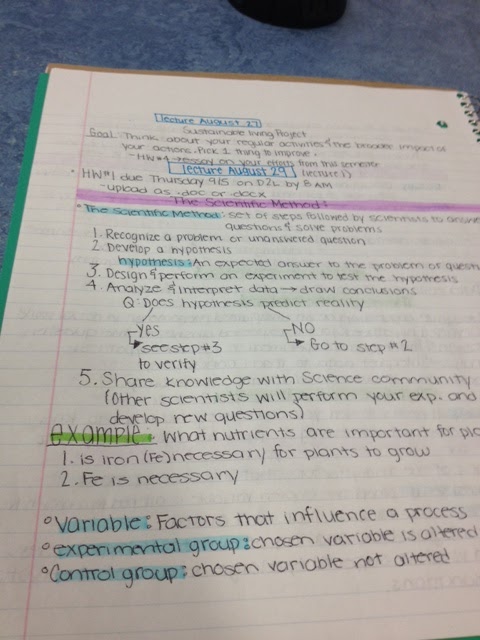 lecture August 27
Sustainable living Project
Goal: Think about your regular activities & the broader impact of
your actions. Pick 1 thing to improve.
- HW#4 → report on your efforts from this semester
lecture August 29 (lecture 1)
• HW#1 due Thursday 9/5 on D2L by 8 AM
- upload as .doc or .docx
The Scientific Method:
• The Scientific Method: set of steps followed by scientists to answer
questions & solve problems
1. Recognize a problem or unanswered question
2. Develop a hypothesis
hypothesis: An expected answer to the problem or quest
3. Design & perform an experiment to test the hypothesis
4. Analyze & interpret data → draw conclusions
Q: Does hypothesis predict reality
Yes NO
see step #3 Go to step #2
to verify
5. Share knowledge with Science community
(Other scientists will perform your exp. and
develop new questions)
example: What nutrients are important for pla
1. is iron (Fe) necessary for plants to grow
2. Fe is necessary
Variable: Factors that influence a process
experimental group: chosen variable is altered
Control group: chosen variable not altered